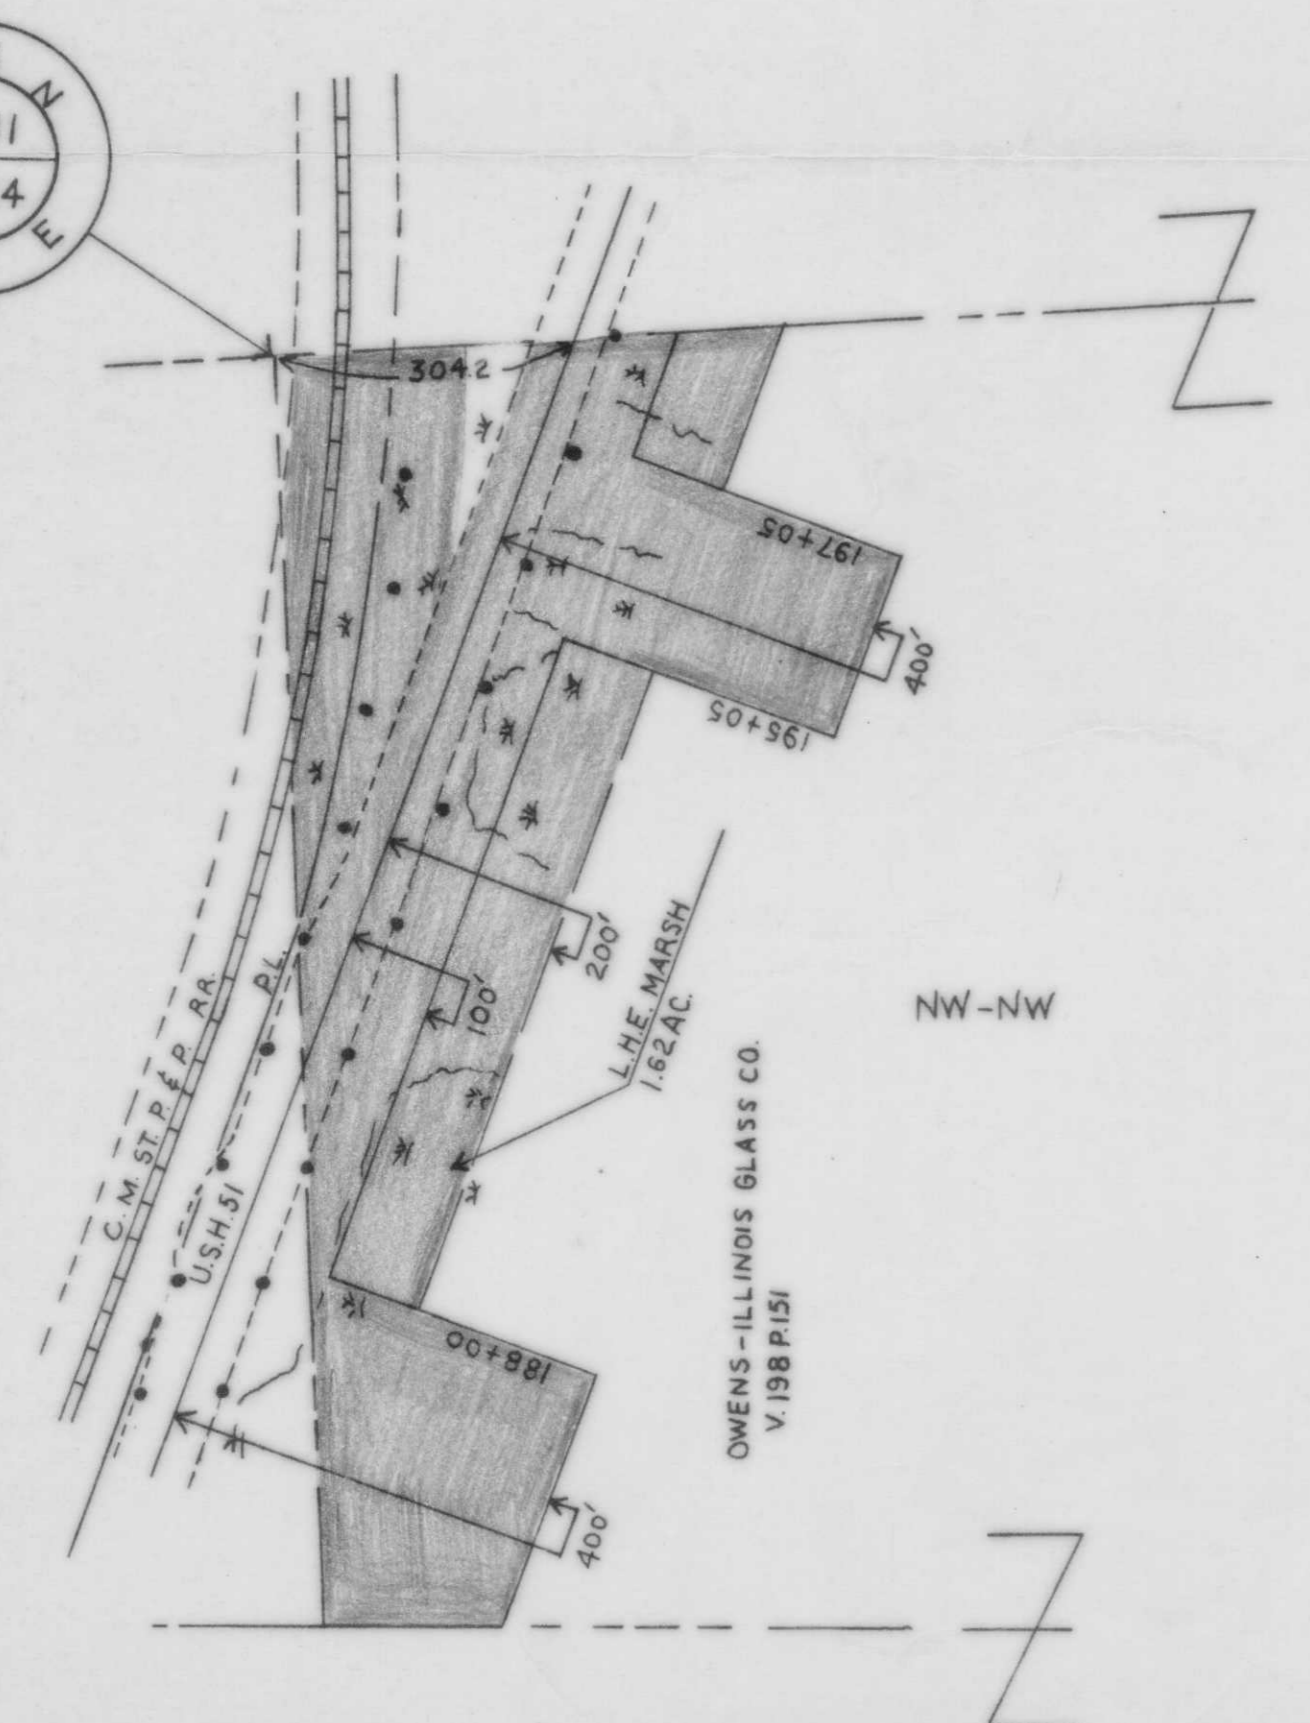 N
11
4
E
304.2
197+05
400'
195+05
200'
100'
L.H.E. MARSH
1.62 AC.
P.L.
C. M. ST. P. & P. RR.
U.S.H. 51
NW-NW
OWENS-ILLINOIS GLASS CO.
V. 198 P. 151
188+00
400'